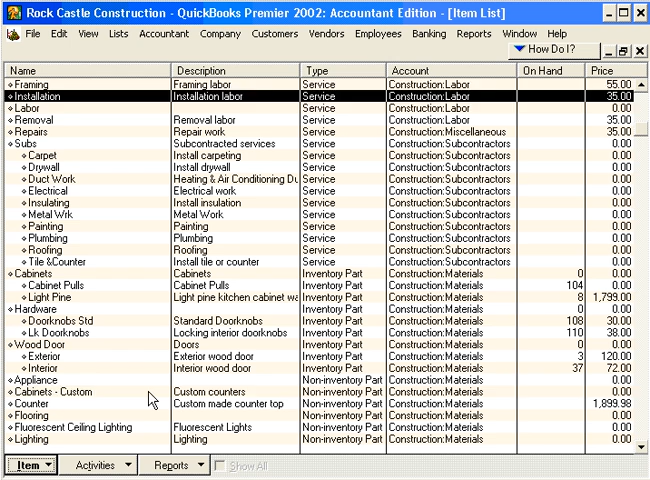 Rock Castle Construction - QuickBooks Premier 2002: Accountant Edition - [Item List]
File Edit View Lists Accountant Company Customers Vendors Employees Banking Reports Window Help
How Do I?
Name Description Type Account On Hand Price
Framing Framing labor Service Construction:Labor 55.00
Installation Installation labor Service Construction:Labor 35.00
Labor Service Construction:Labor 0.00
Removal Removal labor Service Construction:Labor 35.00
Repairs Repair work Service Construction:Miscellaneous 35.00
Subs Subcontracted services Service Construction:Subcontractors 0.00
Carpet Install carpeting Service Construction:Subcontractors 0.00
Drywall Install drywall Service Construction:Subcontractors 0.00
Duct Work Heating & Air Conditioning Du Service Construction:Subcontractors 0.00
Electrical Electrical work Service Construction:Subcontractors 0.00
Insulating Install insulation Service Construction:Subcontractors 0.00
Metal Wrk Metal Work Service Construction:Subcontractors 0.00
Painting Painting Service Construction:Subcontractors 0.00
Plumbing Plumbing Service Construction:Subcontractors 0.00
Roofing Roofing Service Construction:Subcontractors 0.00
Tile &Counter Install tile or counter Service Construction:Subcontractors 0.00
Cabinets Cabinets Inventory Part Construction:Materials 0 0.00
Cabinet Pulls Cabinet Pulls Inventory Part Construction:Materials 104 0.00
Light Pine Light pine kitchen cabinet wa Inventory Part Construction:Materials 8 1,799.00
Hardware Inventory Part Construction:Materials 0 0.00
Doorknobs Std Standard Doorknobs Inventory Part Construction:Materials 108 30.00
Lk Doorknobs Locking interior doorknobs Inventory Part Construction:Materials 110 38.00
Wood Door Doors Inventory Part Construction:Materials 0 0.00
Exterior Exterior wood door Inventory Part Construction:Materials 3 120.00
Interior Interior wood door Inventory Part Construction:Materials 37 72.00
Appliance Non-inventory Part Construction:Materials 0.00
Cabinets - Custom Custom counters Non-inventory Part Construction:Materials 0.00
Counter Custom made counter top Non-inventory Part Construction:Materials 1,899.98
Flooring Non-inventory Part Construction:Materials 0.00
Fluorescent Ceiling Lighting Fluorescent Lights Non-inventory Part Construction:Materials 0.00
Lighting Lighting Non-inventory Part Construction:Materials 0.00
Item Activities Reports Show All